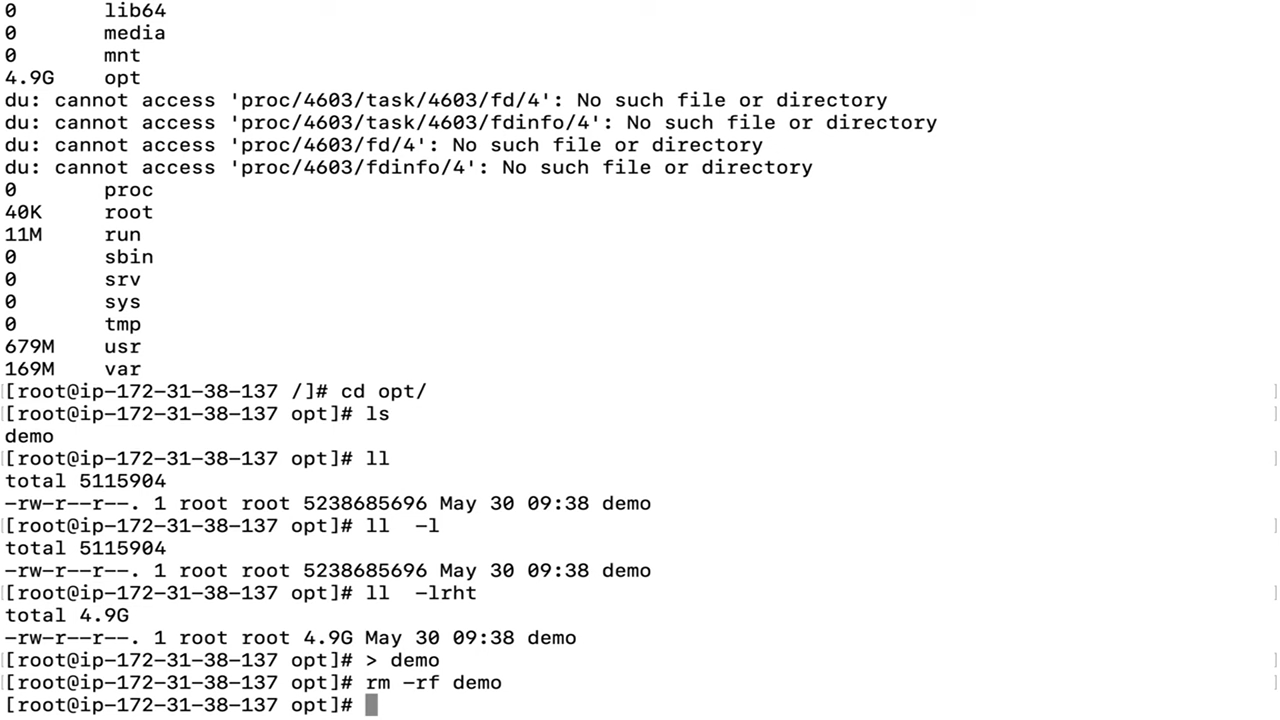 0 lib64
0 media
0 mnt
4.9G opt
du: cannot access 'proc/4603/task/4603/fd/4': No such file or directory
du: cannot access 'proc/4603/task/4603/fdinfo/4': No such file or directory
du: cannot access 'proc/4603/fd/4': No such file or directory
du: cannot access 'proc/4603/fdinfo/4': No such file or directory
0 proc
40K root
11M run
0 sbin
0 srv
0 sys
0 tmp
679M usr
169M var
[root@ip-172-31-38-137 /]# cd opt/
[root@ip-172-31-38-137 opt]# ls
demo
[root@ip-172-31-38-137 opt]# ll
total 5115904
-rw-r--r--. 1 root root 5238685696 May 30 09:38 demo
[root@ip-172-31-38-137 opt]# ll -l
total 5115904
-rw-r--r--. 1 root root 5238685696 May 30 09:38 demo
[root@ip-172-31-38-137 opt]# ll -lrht
total 4.9G
-rw-r--r--. 1 root root 4.9G May 30 09:38 demo
[root@ip-172-31-38-137 opt]# > demo
[root@ip-172-31-38-137 opt]# rm -rf demo
[root@ip-172-31-38-137 opt]#